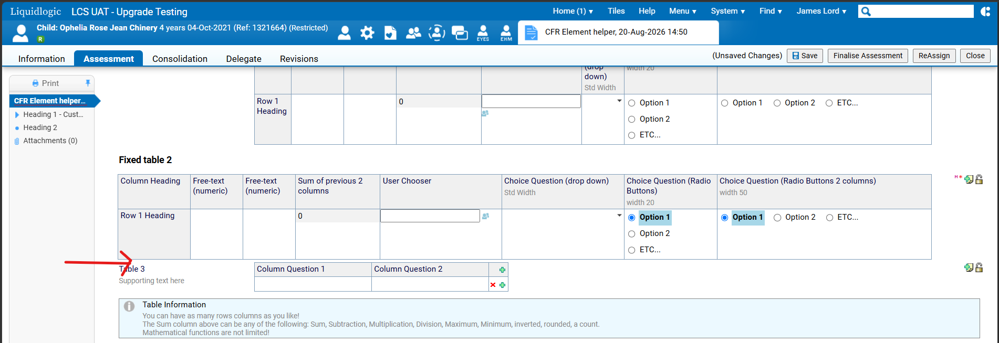 Liquidlogic LCS UAT - Upgrade Testing Home (1) Tiles Help Menu System Find James Lord
Child: Ophelia Rose Jean Chinery 4 years 04-Oct-2021 (Ref: 1321664) (Restricted)
R
EYES EHM
CFR Element helper, 20-Aug-2026 14:50
Information Assessment Consolidation Delegate Revisions (Unsaved Changes) Save Finalise Assessment ReAssign Close
Print
CFR Element helper...
Heading 1 - Cust...
Heading 2
Attachments (0)
(drop down)
Std Width
width 20
Row 1 Heading
0
Option 1
Option 2
ETC...
Option 1 Option 2 ETC...
Fixed table 2
Column Heading
Free-text (numeric)
Free-text (numeric)
Sum of previous 2 columns
User Chooser
Choice Question (drop down)
Std Width
Choice Question (Radio Buttons)
width 20
Choice Question (Radio Buttons 2 columns)
width 50
M*
Row 1 Heading
0
Option 1
Option 2
ETC...
Option 1 Option 2 ETC...
Table 3
Supporting text here
Column Question 1 Column Question 2
Table Information
You can have as many rows columns as you like!
The Sum column above can be any of the following: Sum, Subtraction, Multiplication, Division, Maximum, Minimum, inverted, rounded, a count.
Mathematical functions are not limited!